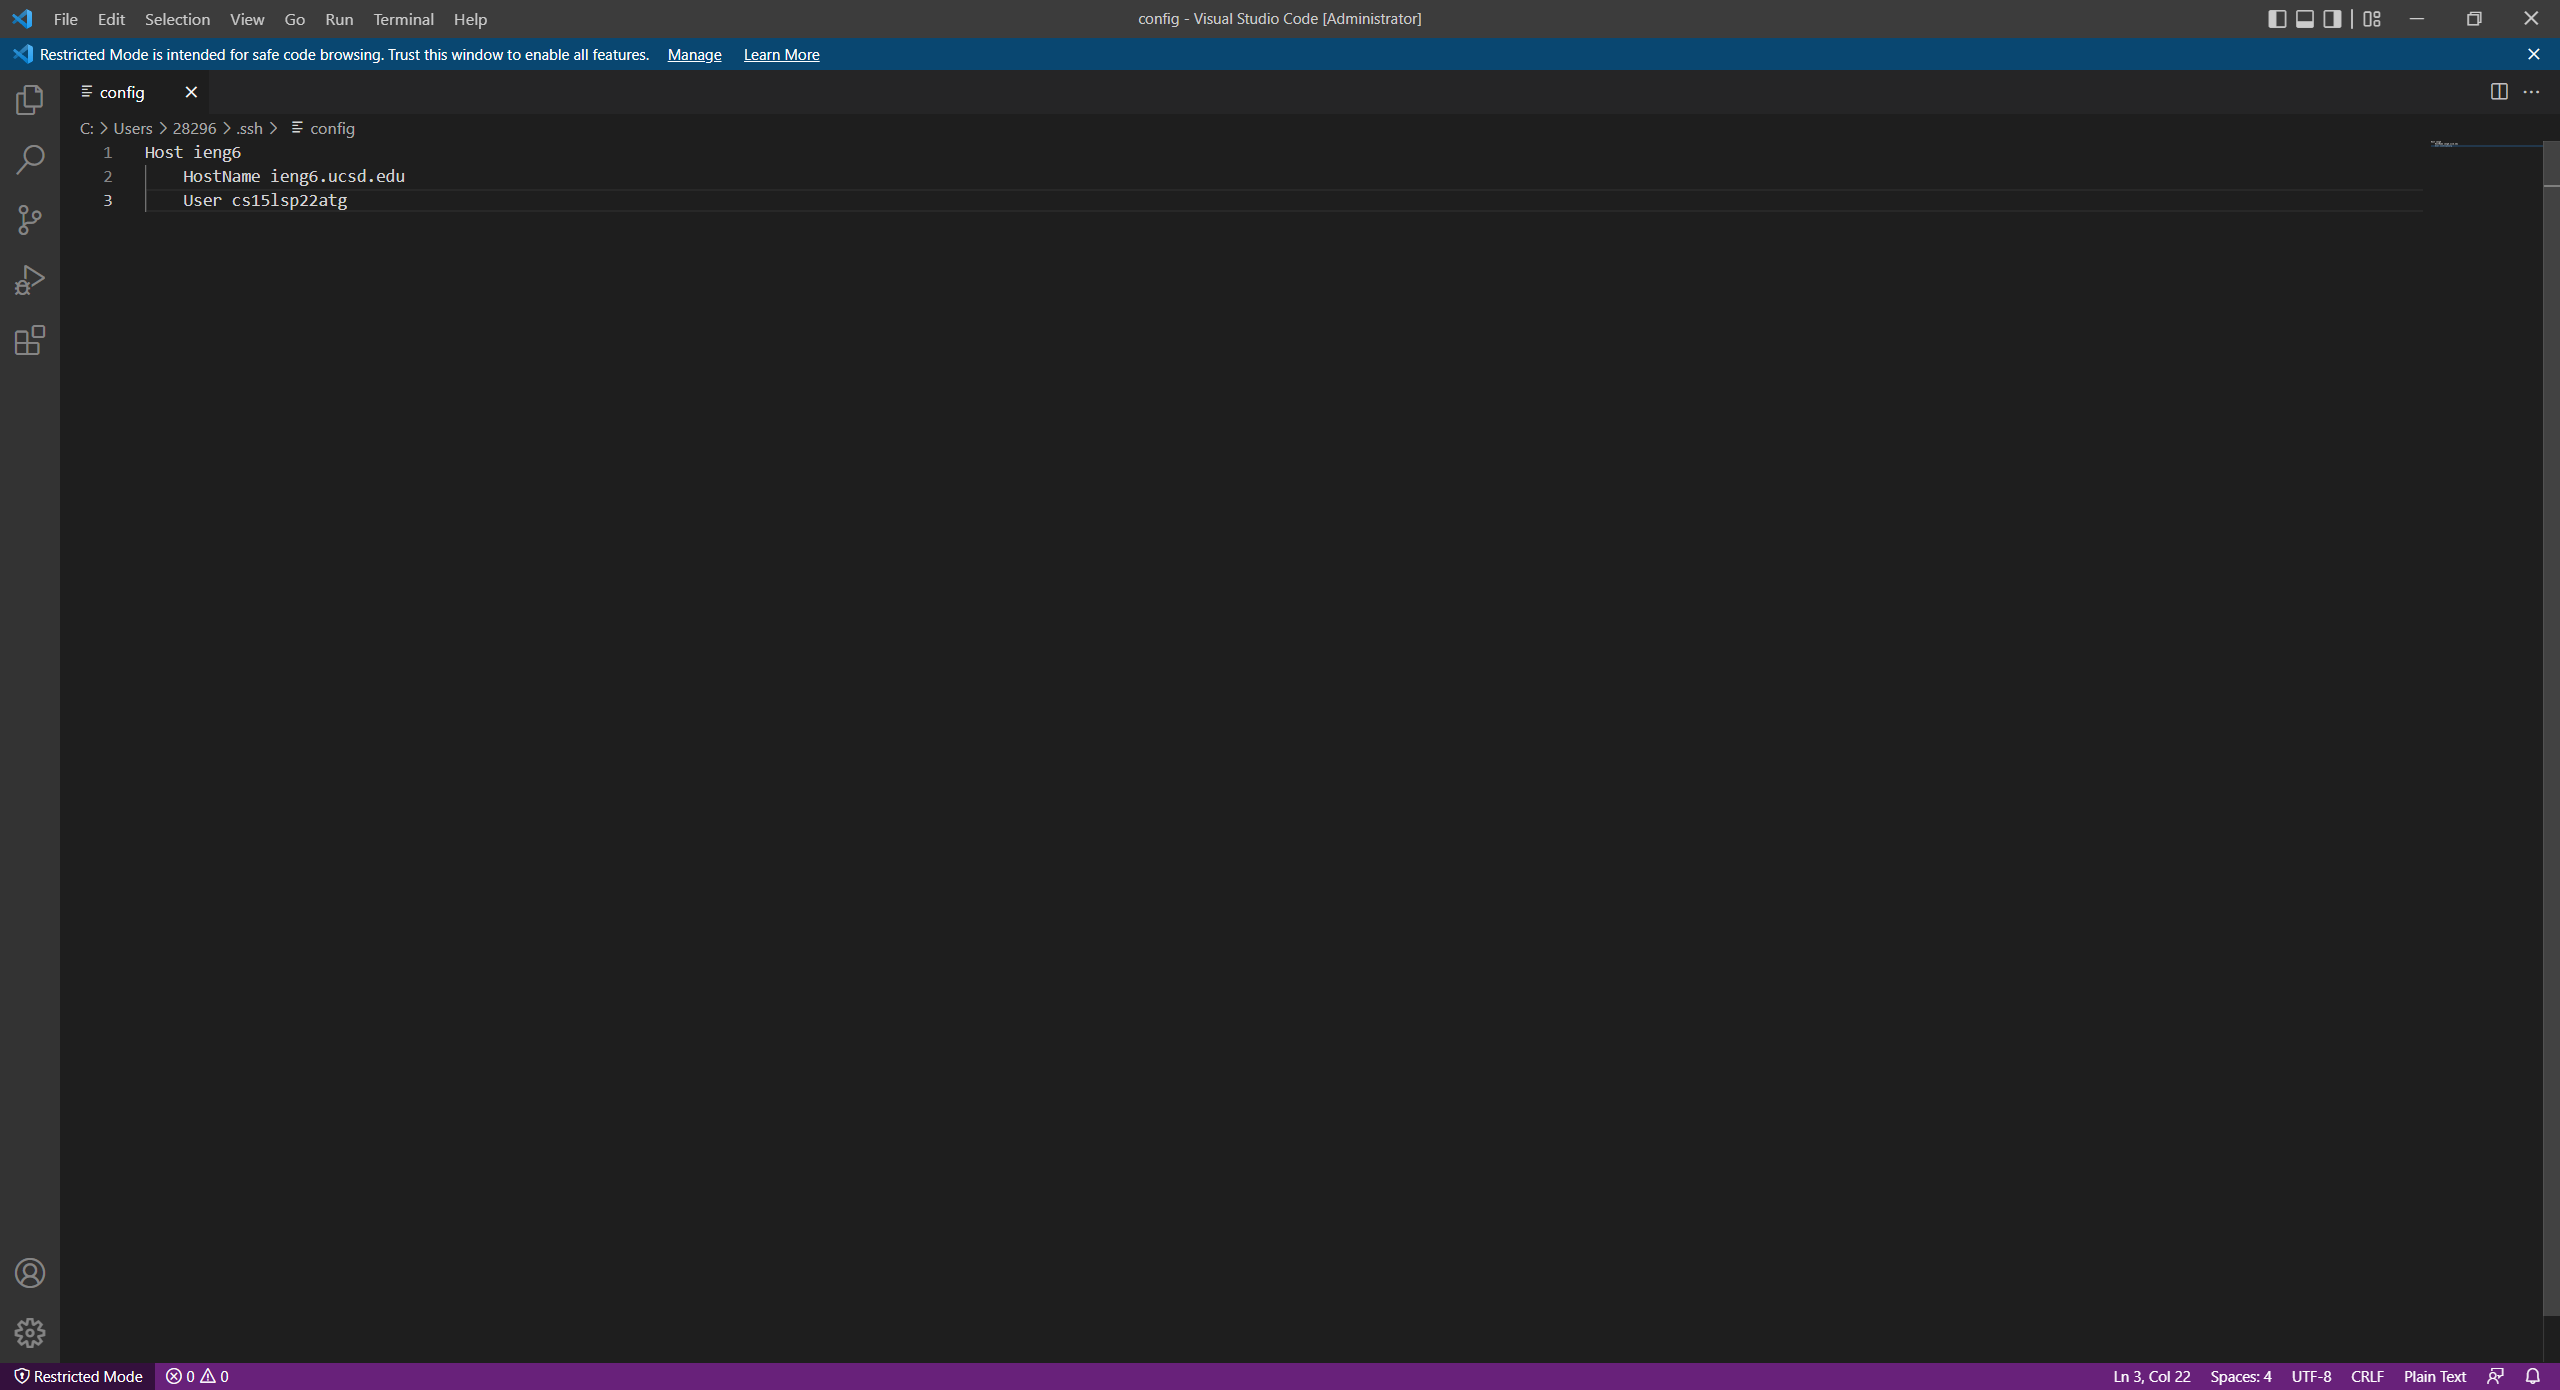 File Edit Selection View Go Run Terminal Help config - Visual Studio Code [Administrator]
Restricted Mode is intended for safe code browsing. Trust this window to enable all features. Manage Learn More
config
C: > Users > 28296 > .ssh > config
1 Host ieng6
2 HostName ieng6.ucsd.edu
3 User cs15lsp22atg
Restricted Mode 0 0 Ln 3, Col 22 Spaces: 4 UTF-8 CRLF Plain Text